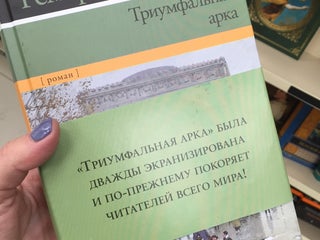 Триумфальная
арка
[ роман ]
«Триумфальная арка» была
дважды экранизирована
и по-прежнему покоряет
читателей всего мира!